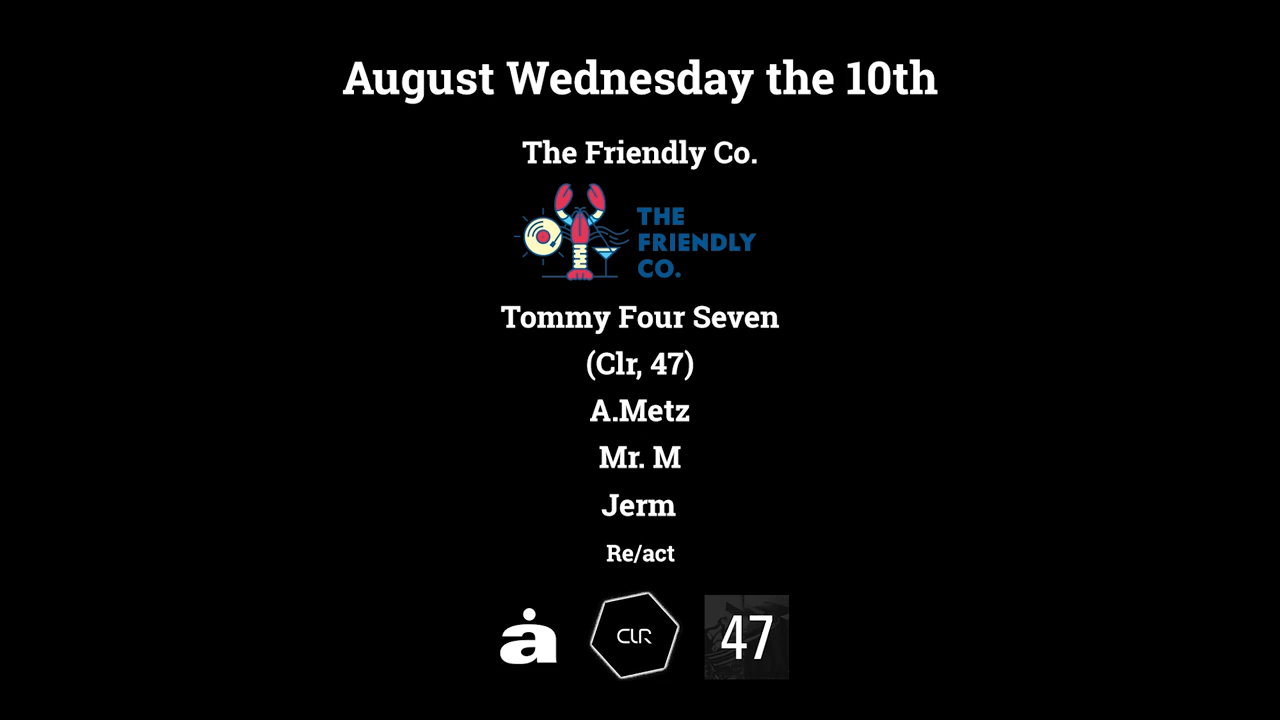 August Wednesday the 10th
The Friendly Co.
THE
FRIENDLY
CO.
Tommy Four Seven
(Clr, 47)
A.Metz
Mr. M
Jerm
Re/act
a
CLR
47